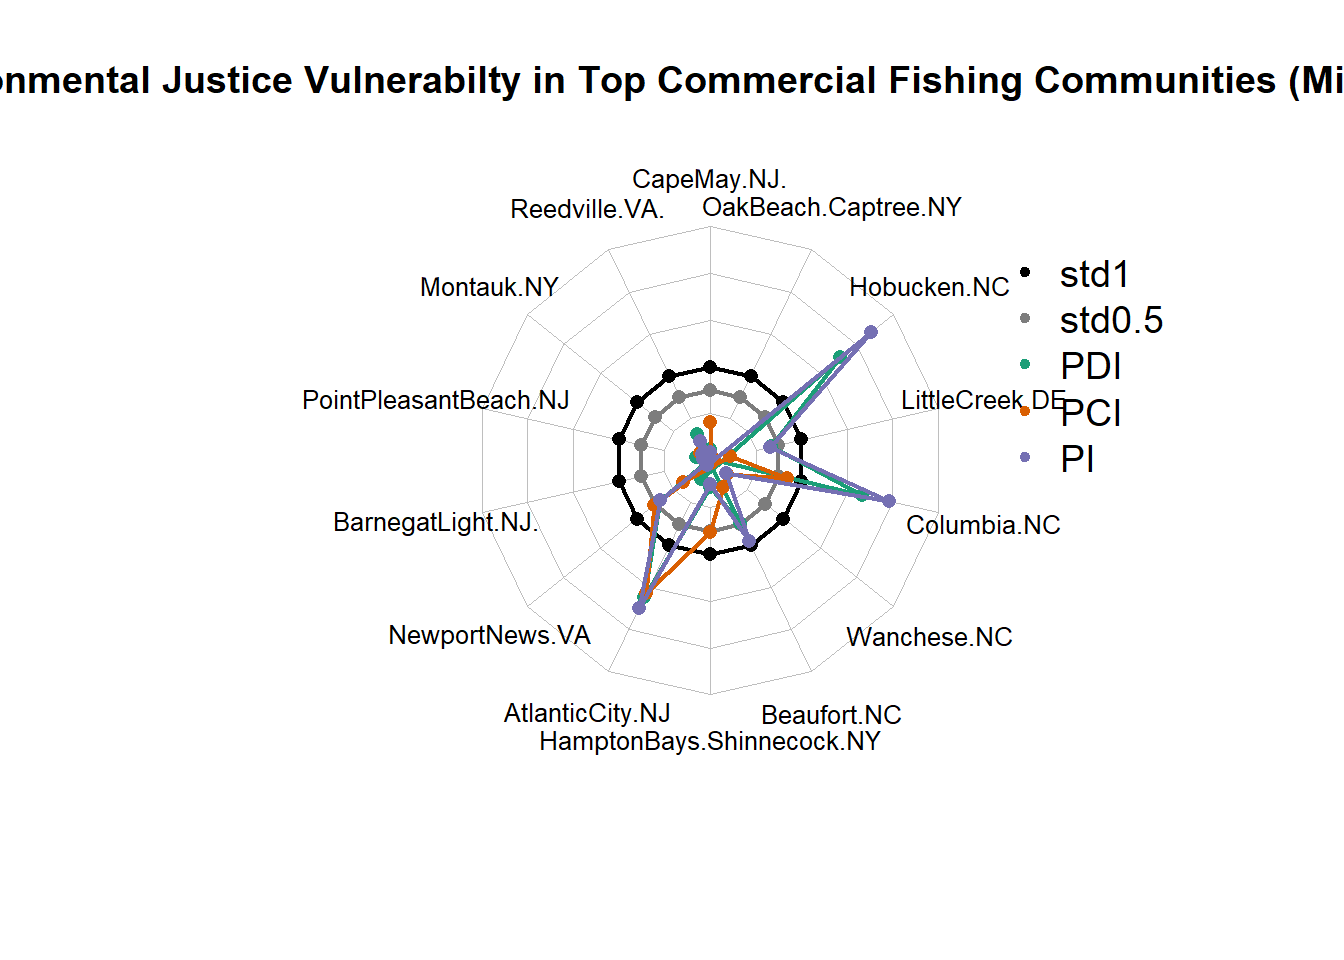 onmental Justice Vulnerabilty in Top Commercial Fishing Communities (Mi
CapeMay.NJ.
Reedville.VA.
OakBeach.Captree.NY
Montauk.NY
Hobucken.NC
PointPleasantBeach.NJ
LittleCreek.DE
BarnegatLight.NJ.
Columbia.NC
NewportNews.VA
Wanchese.NC
AtlanticCity.NJ
Beaufort.NC
HamptonBays.Shinnecock.NY
std1
std0.5
PDI
PCI
PI